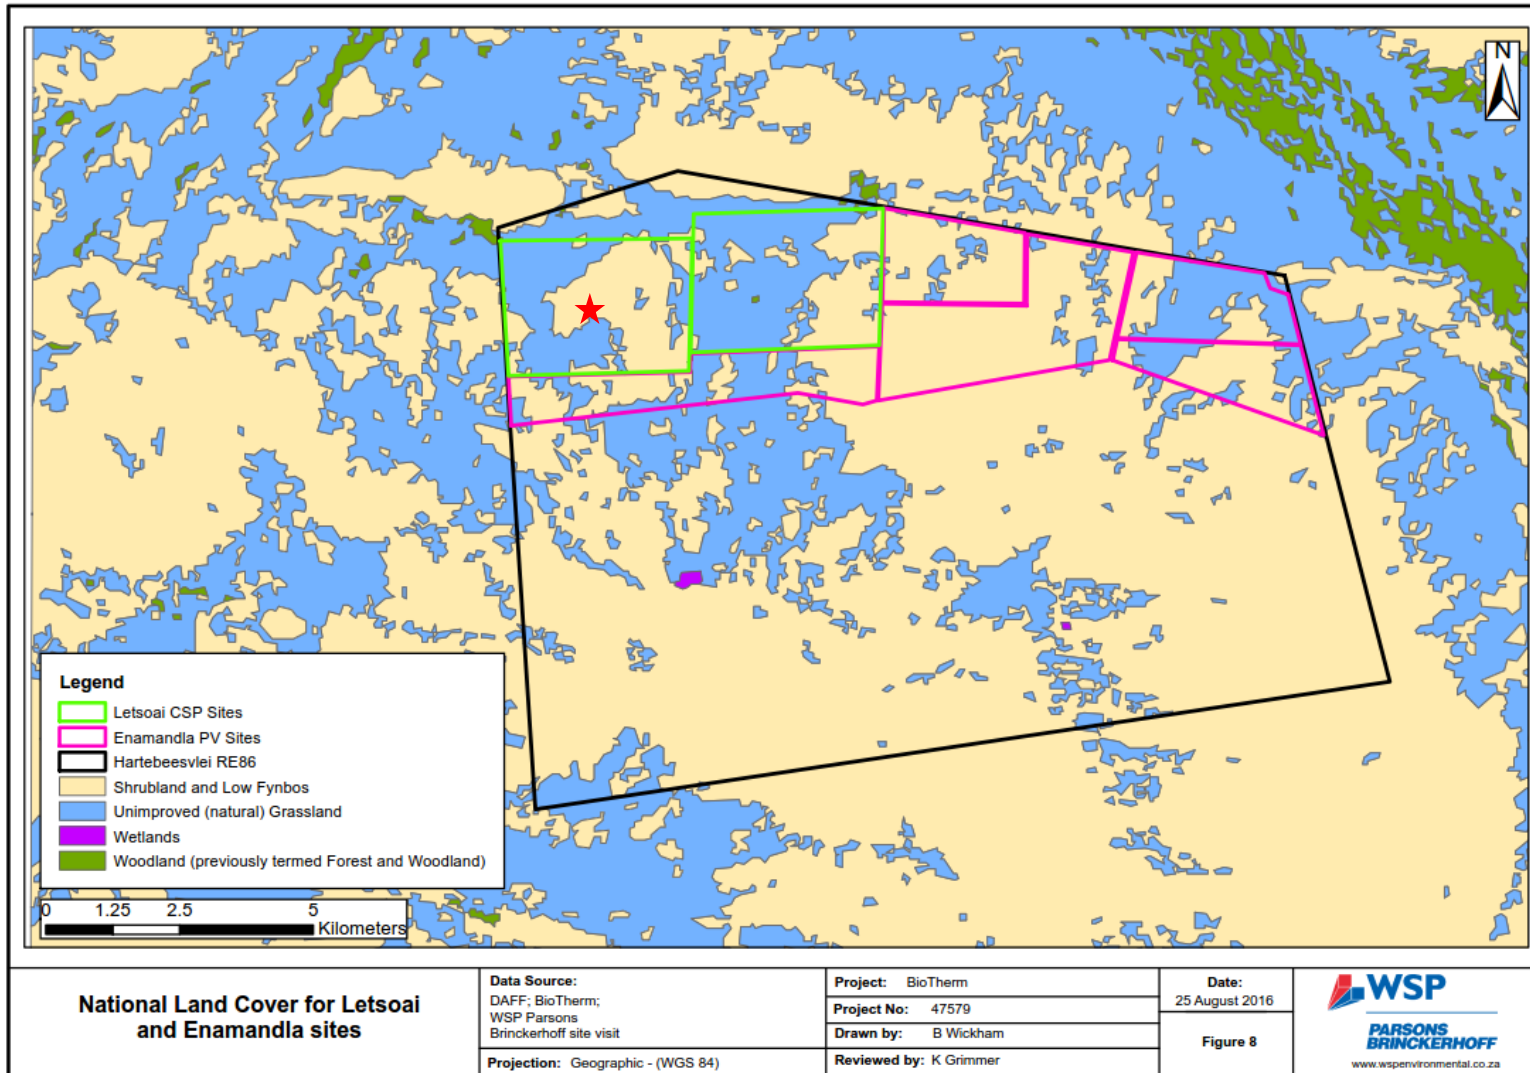 N
Legend
Letsoai CSP Sites
Enamandla PV Sites
Hartebeesvlei RE86
Shrubland and Low Fynbos
Unimproved (natural) Grassland
Wetlands
Woodland (previously termed Forest and Woodland)
0 1.25 2.5 5
Kilometers
National Land Cover for Letsoai
and Enamandla sites
Data Source:
DAFF; BioTherm;
WSP Parsons
Brinckerhoff site visit
Projection: Geographic - (WGS 84)
Project: BioTherm
Project No: 47579
Drawn by: B Wickham
Reviewed by: K Grimmer
Date:
25 August 2016
Figure 8
WSP
PARSONS
BRINCKERHOFF
www.wspenvironmental.co.za